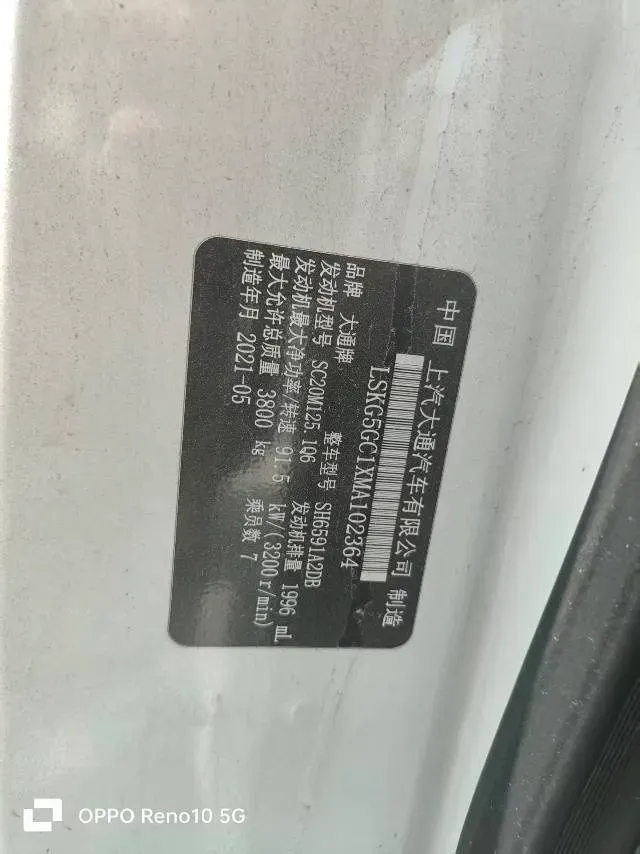 中国 上汽大通汽车有限公司 制造
LSKG5GC1XMA102364
品牌 大通牌 整车型号 SH6591A2DB
发动机型号 SC20M125.1Q6 发动机排量 1996 mL
发动机最大净功率/转速 91.5 kW/(3200r/min)
最大允许总质量 3800 kg 乘员数 7
制造年月 2021-05
OPPO Reno10 5G